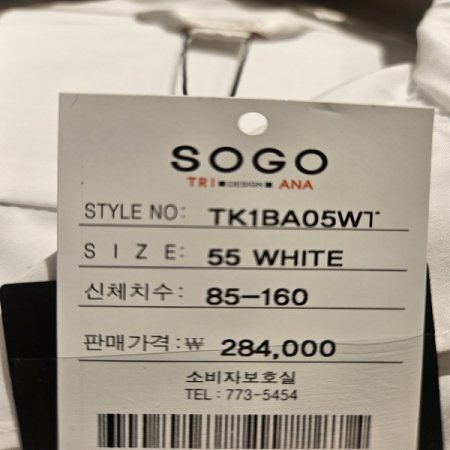 SOGO
TRI DESIGN ANA
STYLE NO: TK1BA05WT
SIZE: 55 WHITE
신체치수: 85-160
판매가격:₩ 284,000
소비자보호실
TEL : 773-5454